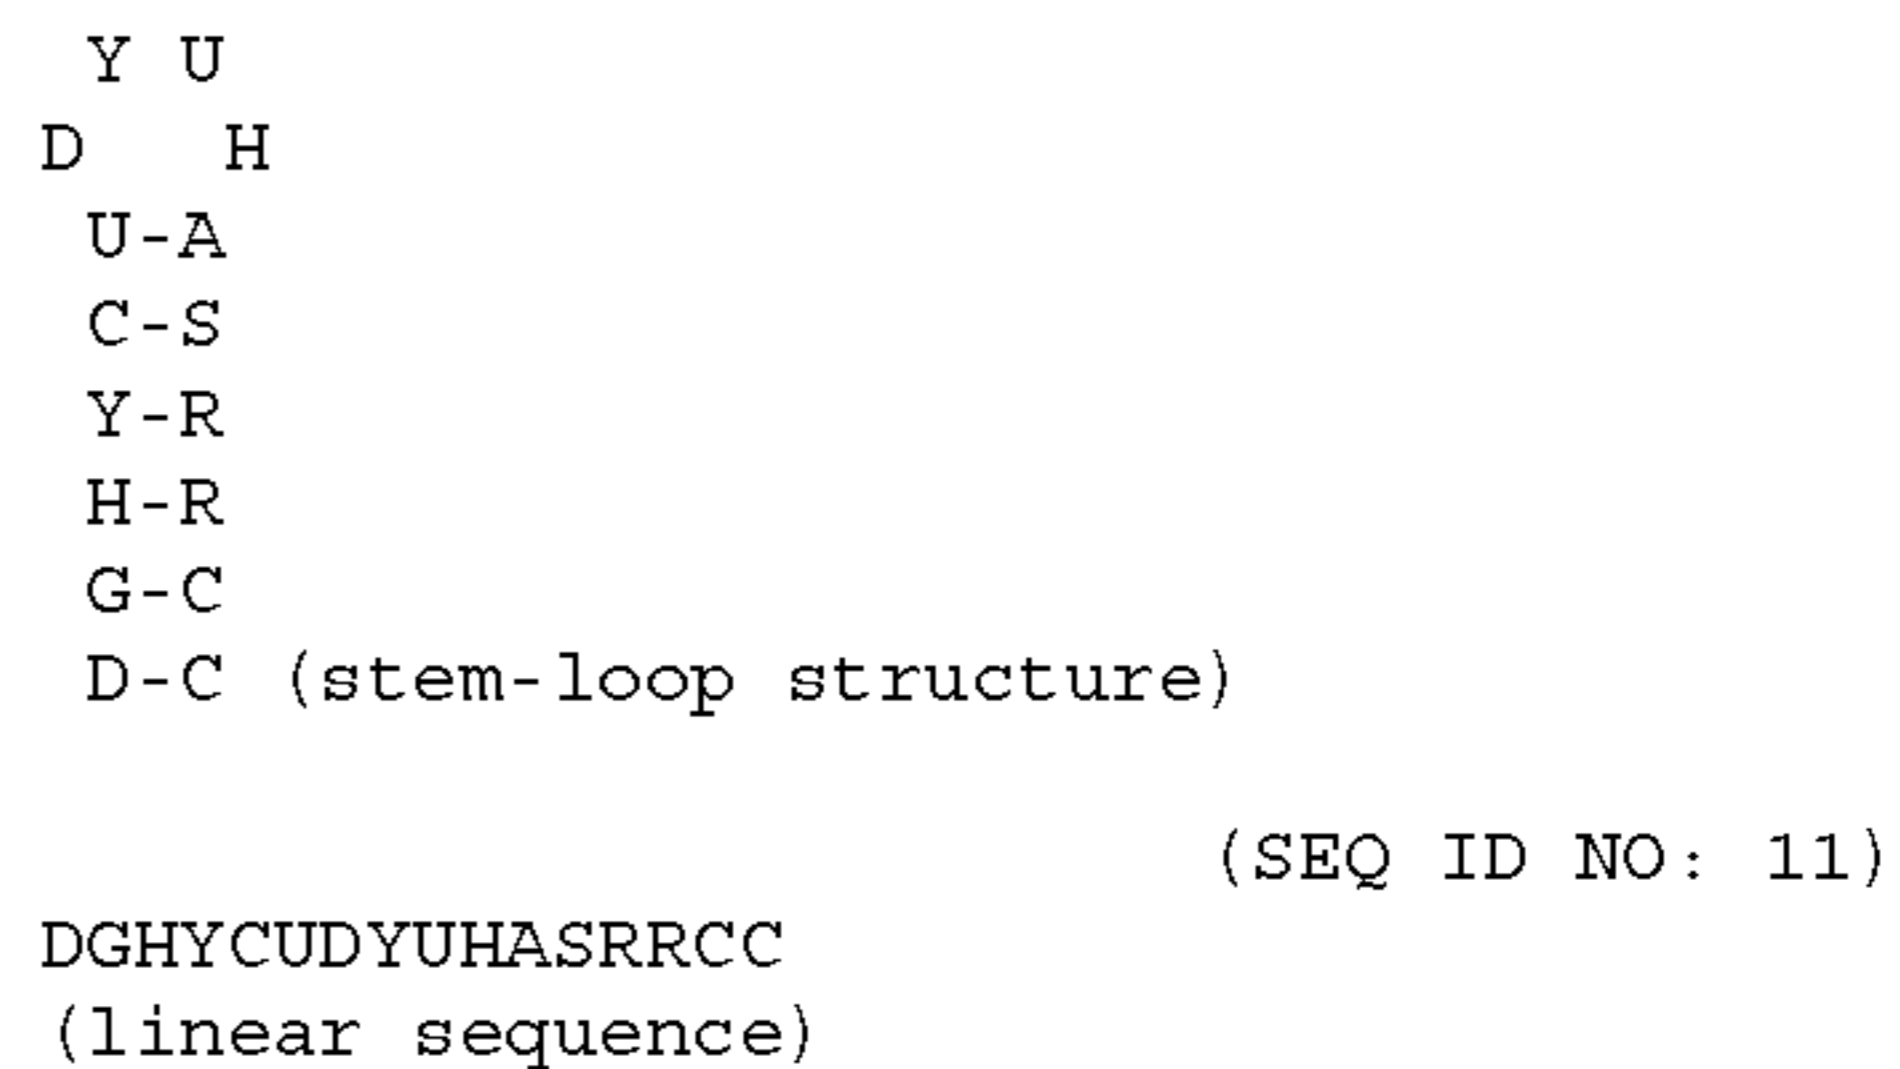 Y U
D H
U-A
C-S
Y-R
H-R
G-C
D-C (stem-loop structure)
(SEQ ID NO: 11)
DGHYCUDYUHASRRCC
(linear sequence)